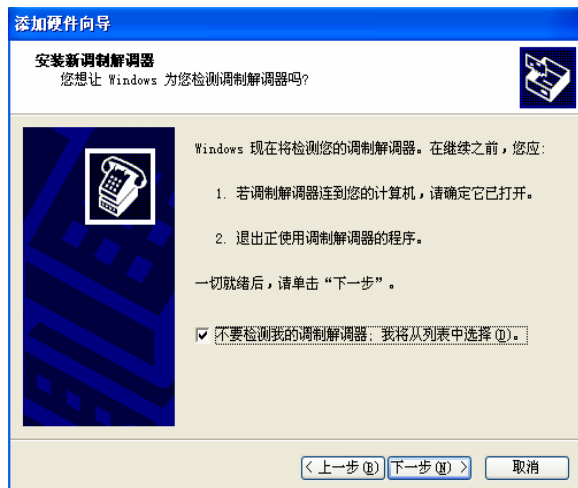 添加硬件向导
安装新调制解调器
您想让 Windows 为您检测调制解调器吗?
Windows 现在将检测您的调制解调器。在继续之前，您应:
1. 若调制解调器连到您的计算机，请确定它已打开。
2. 退出正使用调制解调器的程序。
一切就绪后，请单击“下一步”。
不要检测我的调制解调器; 我将从列表中选择(D)。
< 上一步(B) 下一步(N) > 取消